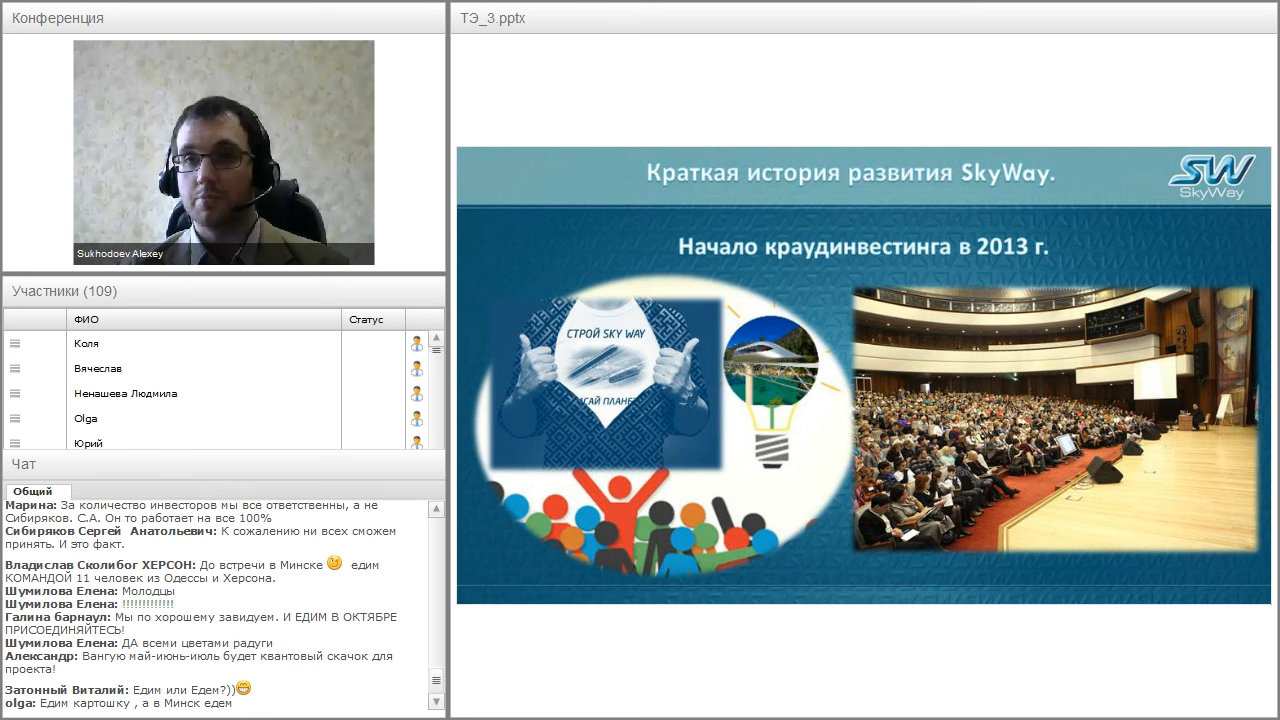 Конференция
Sukhodoev Alexey
Участники (109)
ФИО
Статус
Коля
Вячеслав
Ненашева Людмила
Olga
Юрий
Чат
Общий
Марина: За количество инвесторов мы все ответственны, а не
Сибиряков. С.А. Он то работает на все 100%
Сибиряков Сергей Анатольевич: К сожалению ни всех сможем
принять. И это факт.
Владислав Сколибог ХЕРСОН: До встречи в Минске едим
КОМАНДОЙ 11 человек из Одессы и Херсона.
Шумилова Елена: Молодцы
Шумилова Елена: !!!!!!!!!!!!!!
Галина барнаул: Мы по хорошему завидуем. И ЕДИМ В ОКТЯБРЕ
ПРИСОЕДИНЯЙТЕСЬ!
Шумилова Елена: ДА всеми цветами радуги
Александр: Вангую май-июнь-июль будет квантовый скачок для
проекта!
Затонный Виталий: Едим или Едем?))
olga: Едим картошку , а в Минск едем
ТЭ_3.pptx
Краткая история развития SkyWay.
SW
SkyWay
Начало краудинвестинга в 2013 г.
СТРОЙ SKY WAY
АСАЙ ПЛАНЕ